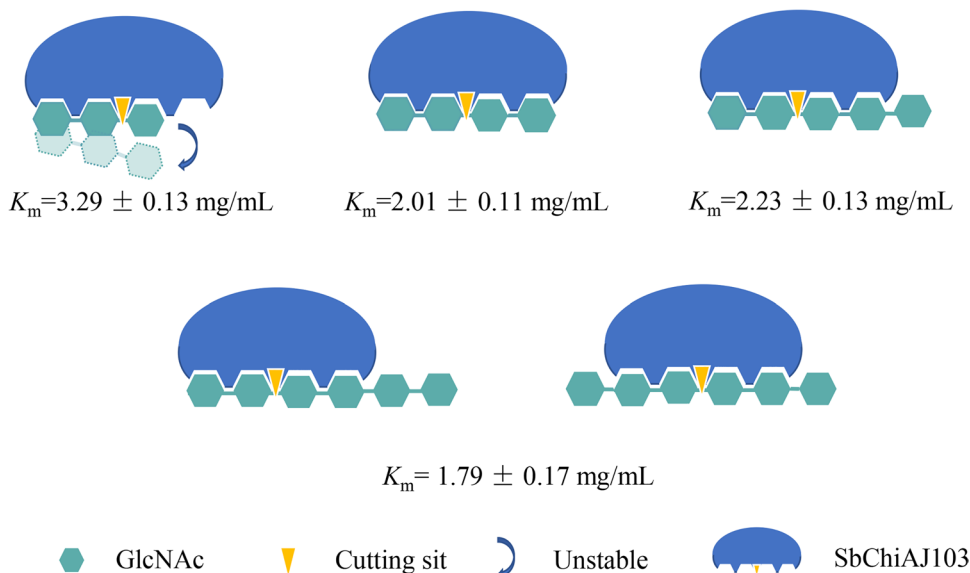 Km=3.29 ± 0.13 mg/mL
Km=2.01 ± 0.11 mg/mL
Km=2.23 ± 0.13 mg/mL
Km= 1.79 ± 0.17 mg/mL
GlcNAc
Cutting sit
Unstable
SbChiAJ103